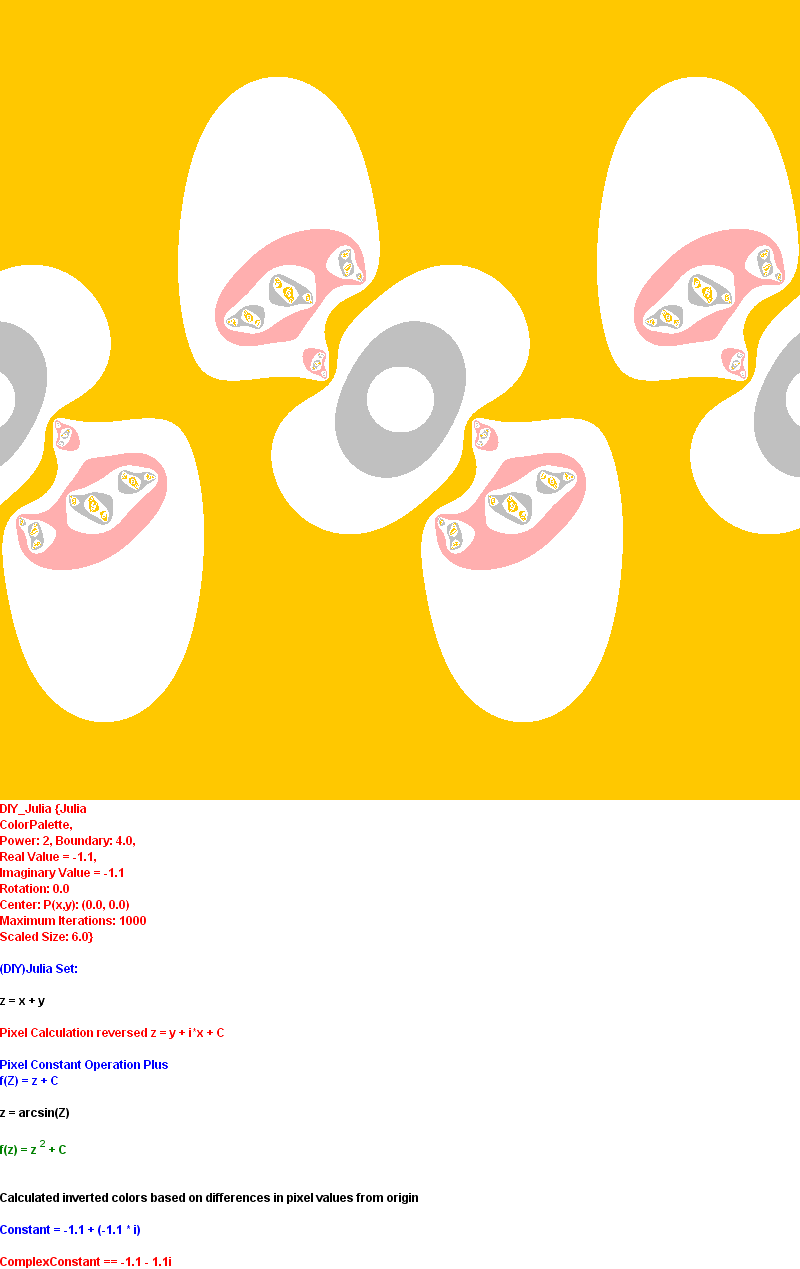 DIY_Julia {Julia
ColorPalette,
Power: 2, Boundary: 4.0,
Real Value = -1.1,
Imaginary Value = -1.1
Rotation: 0.0
Center: P(x,y): (0.0, 0.0)
Maximum Iterations: 1000
Scaled Size: 6.0}
(DIY)Julia Set:
z = x + y
Pixel Calculation reversed z = y + i*x + C
Pixel Constant Operation Plus
f(Z) = z + C
z = arcsin(Z)
f(z) = z 2 + C
Calculated inverted colors based on differences in pixel values from origin
Constant = -1.1 + (-1.1 * i)
ComplexConstant == -1.1 - 1.1i